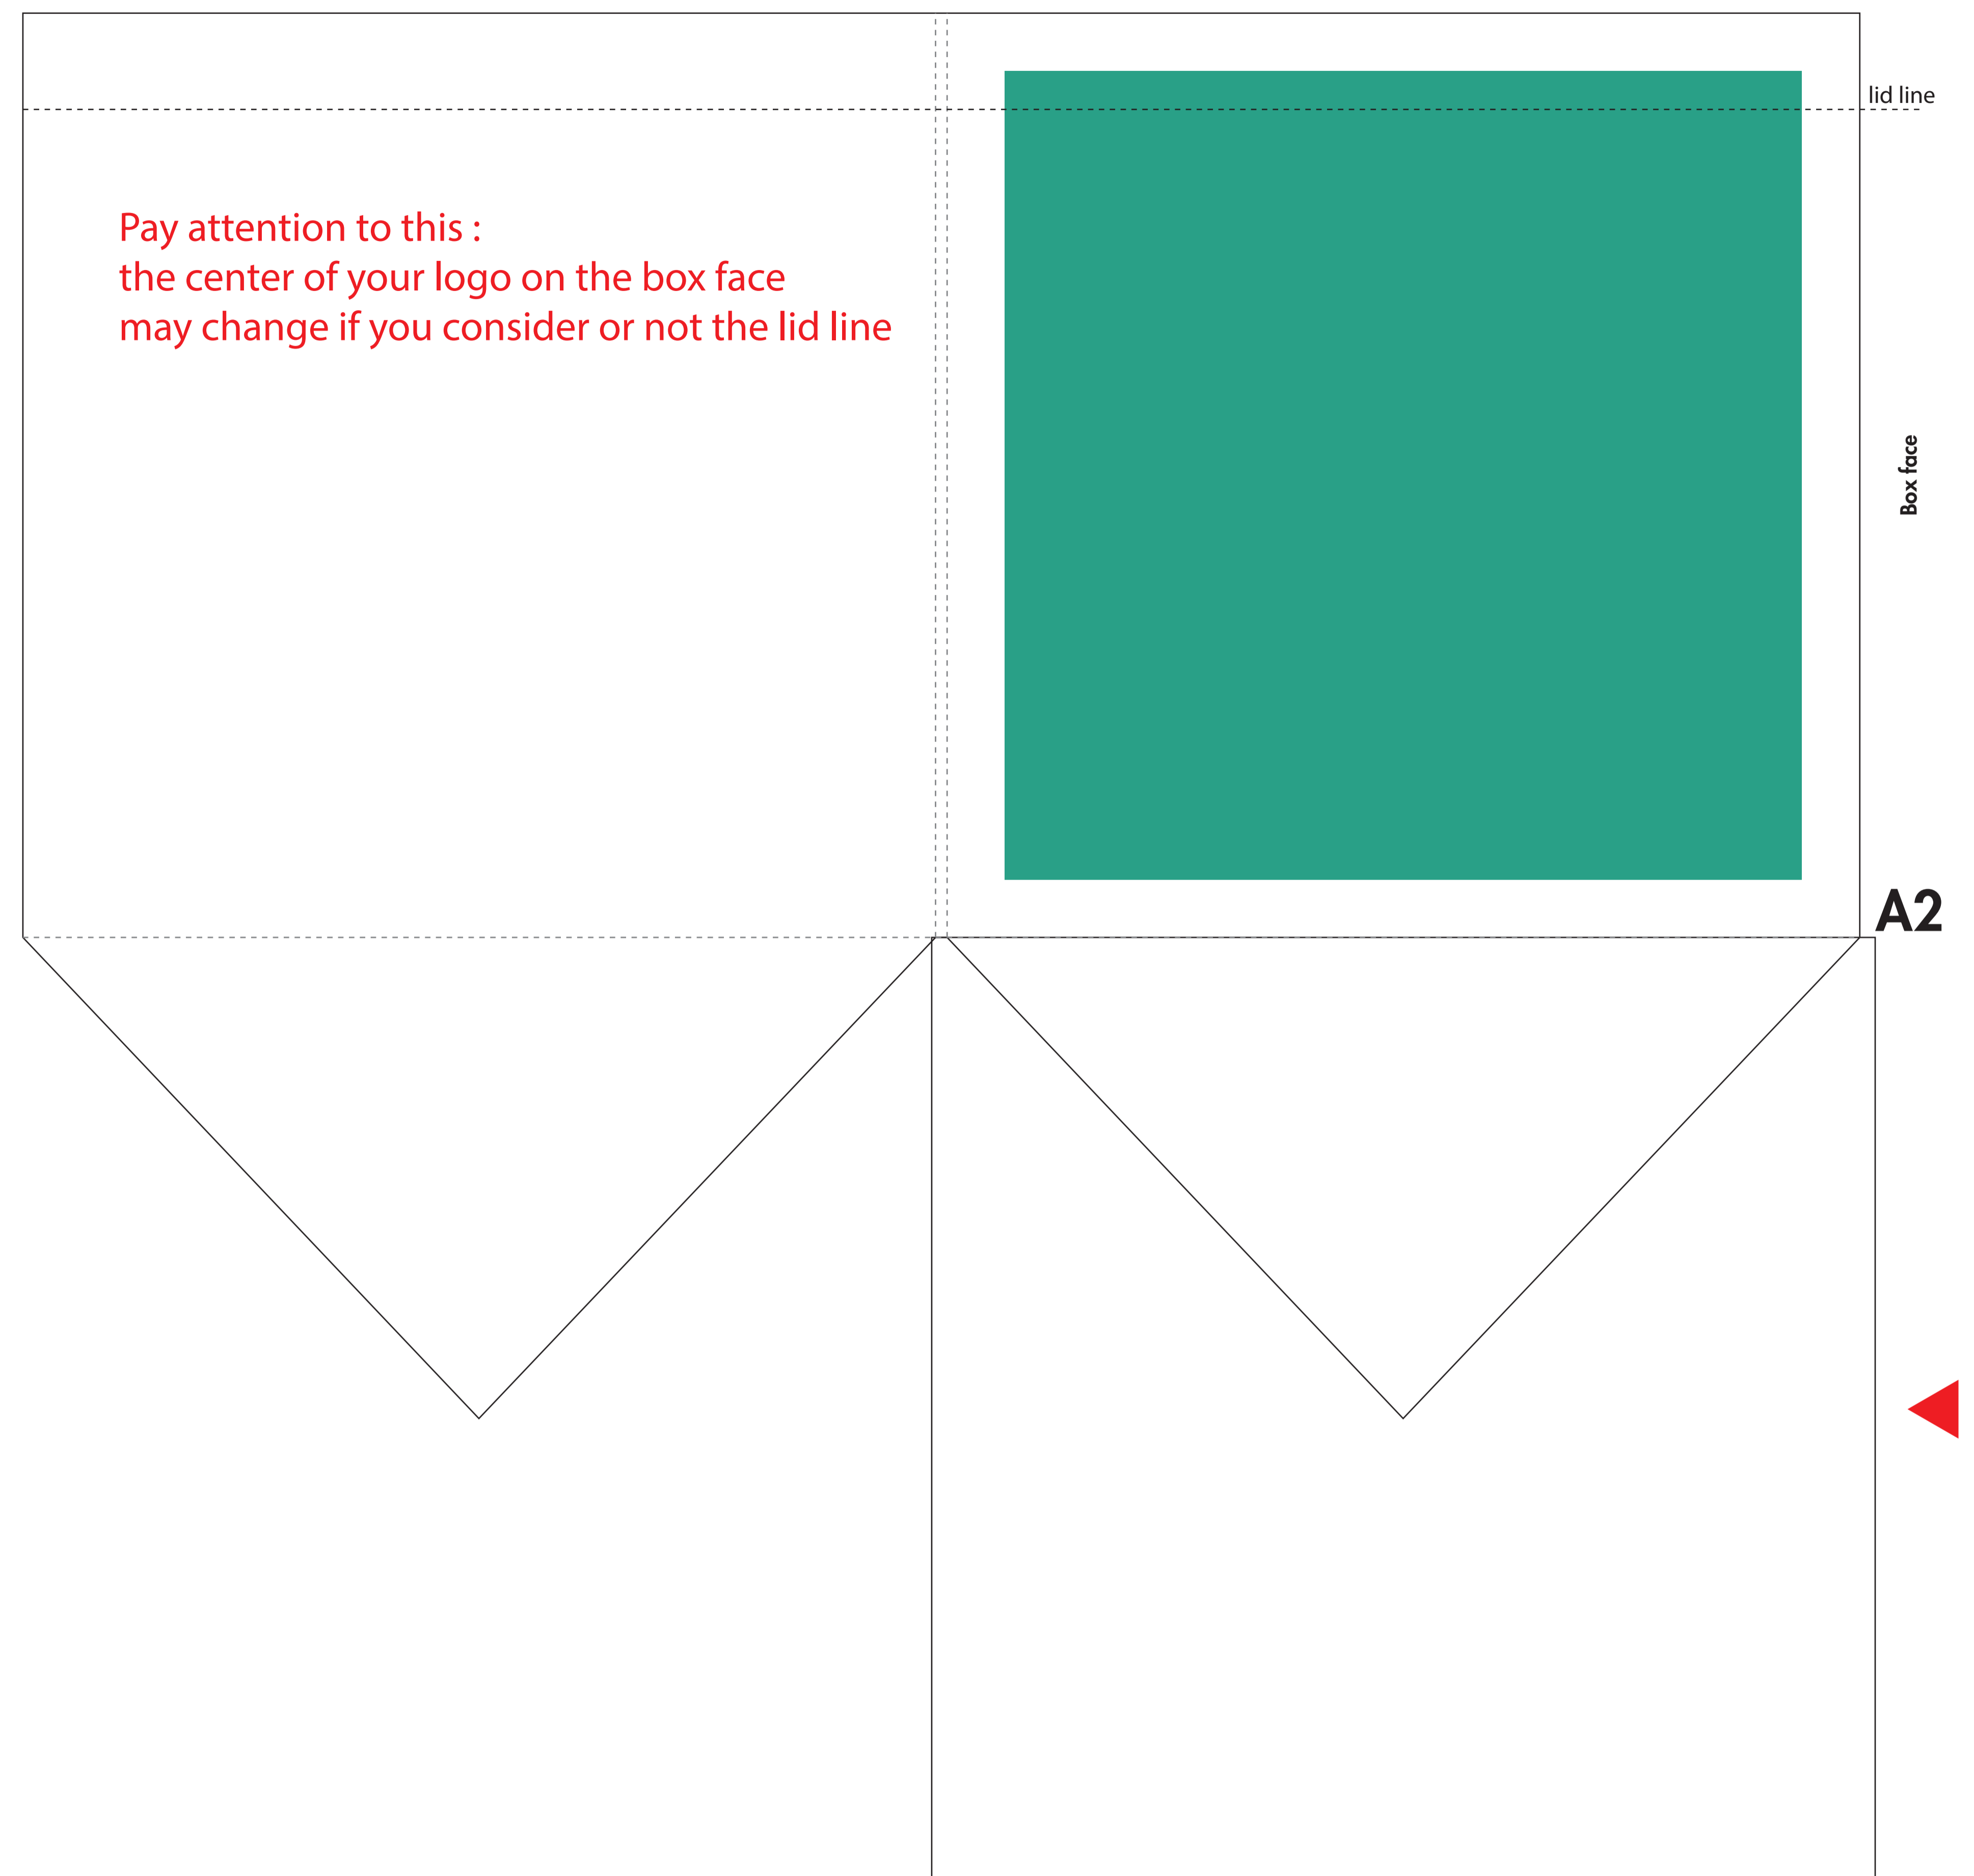 lid line
Pay attention to this :
the center of your logo on the box face
may change if you consider or not the lid line
Box face
A2